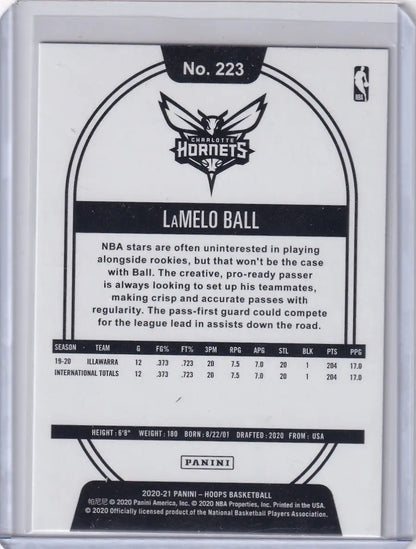 No. 223
NBA
CHARLOTTE
HORNETS
LAMELO BALL
NBA stars are often uninterested in playing
alongside rookies, but that won't be the case
with Ball. The creative, pro-ready passer
is always looking to set up his teammates,
making crisp and accurate passes with
regularity. The pass-first guard could compete
for the league lead in assists down the road.
SEASON · TEAM G FG% FT% 3PM RPG APG STL BLK PTS PPG
19-20 ILLAWARRA 12 .373 .723 20 7.5 7.0 20 1 204 17.0
INTERNATIONAL TOTALS 12 .373 .723 20 7.5 7.0 20 1 204 17.0
HEIGHT: 6'8" WEIGHT: 180 BORN: 8/22/01 DRAFTED: 2020 FROM: USA
PANINI
2020-21 PANINI – HOOPS BASKETBALL
帕尼尼 © 2020 Panini America, Inc. © 2020 NBA Properties, Inc. Printed in the USA.
© 2020 Officially licensed product of the National Basketball Players Association.